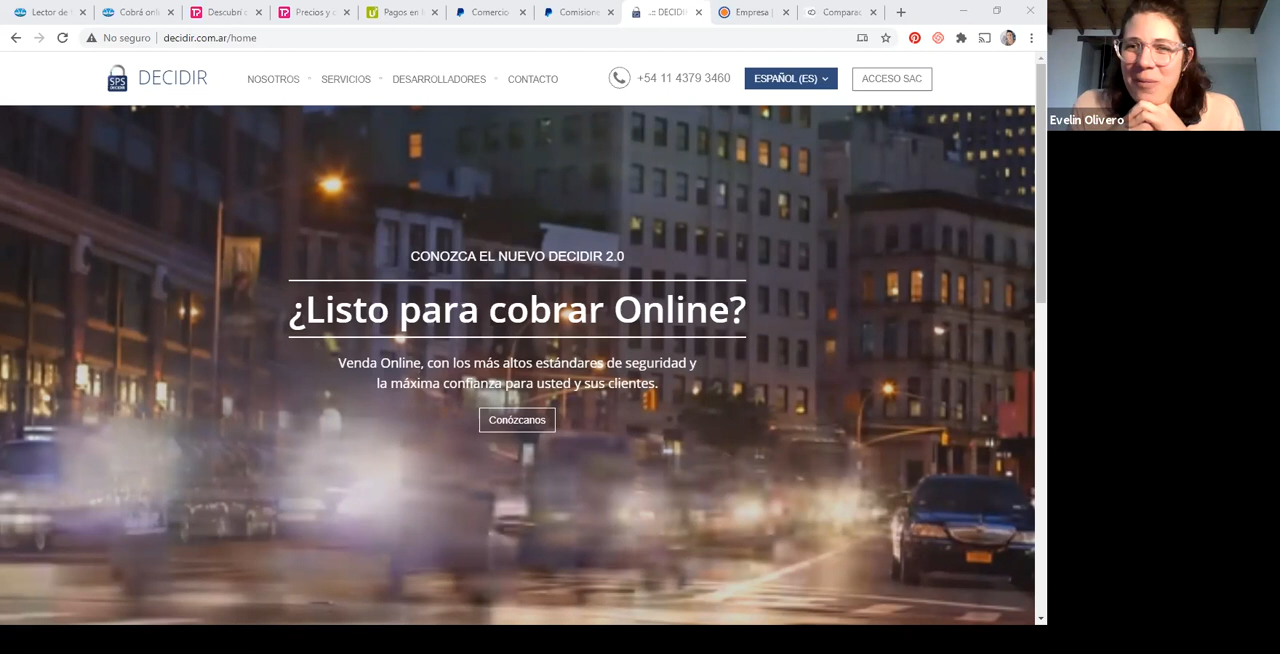 Lector de
Cobrá onl
Descubrí c
Precios y c
Pagos en
Comercio
Comisione
..:: DECIDI
Empresa
Comparac
No seguro
decidir.com.ar/home
SPS
DECIDIR
DECIDIR
NOSOTROS
SERVICIOS
DESARROLLADORES
CONTACTO
+54 11 4379 3460
ESPAÑOL (ES)
ACCESO SAC
CONOZCA EL NUEVO DECIDIR 2.0
¿Listo para cobrar Online?
Venda Online, con los más altos estándares de seguridad y
la máxima confianza para usted y sus clientes.
Conózcanos
Evelin Olivero